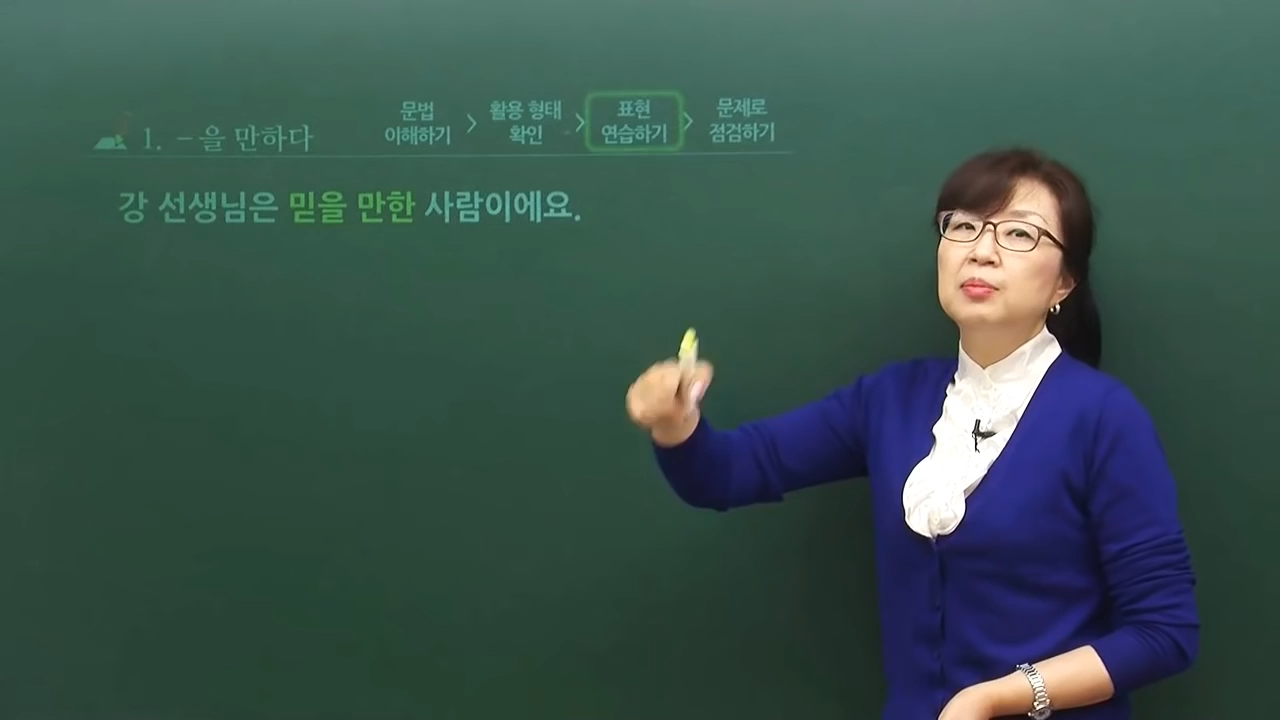 1. -을 만하다
문법 이해하기 > 활용 형태 확인 > 표현 연습하기 > 문제로 점검하기
강 선생님은 믿을 만한 사람이에요.